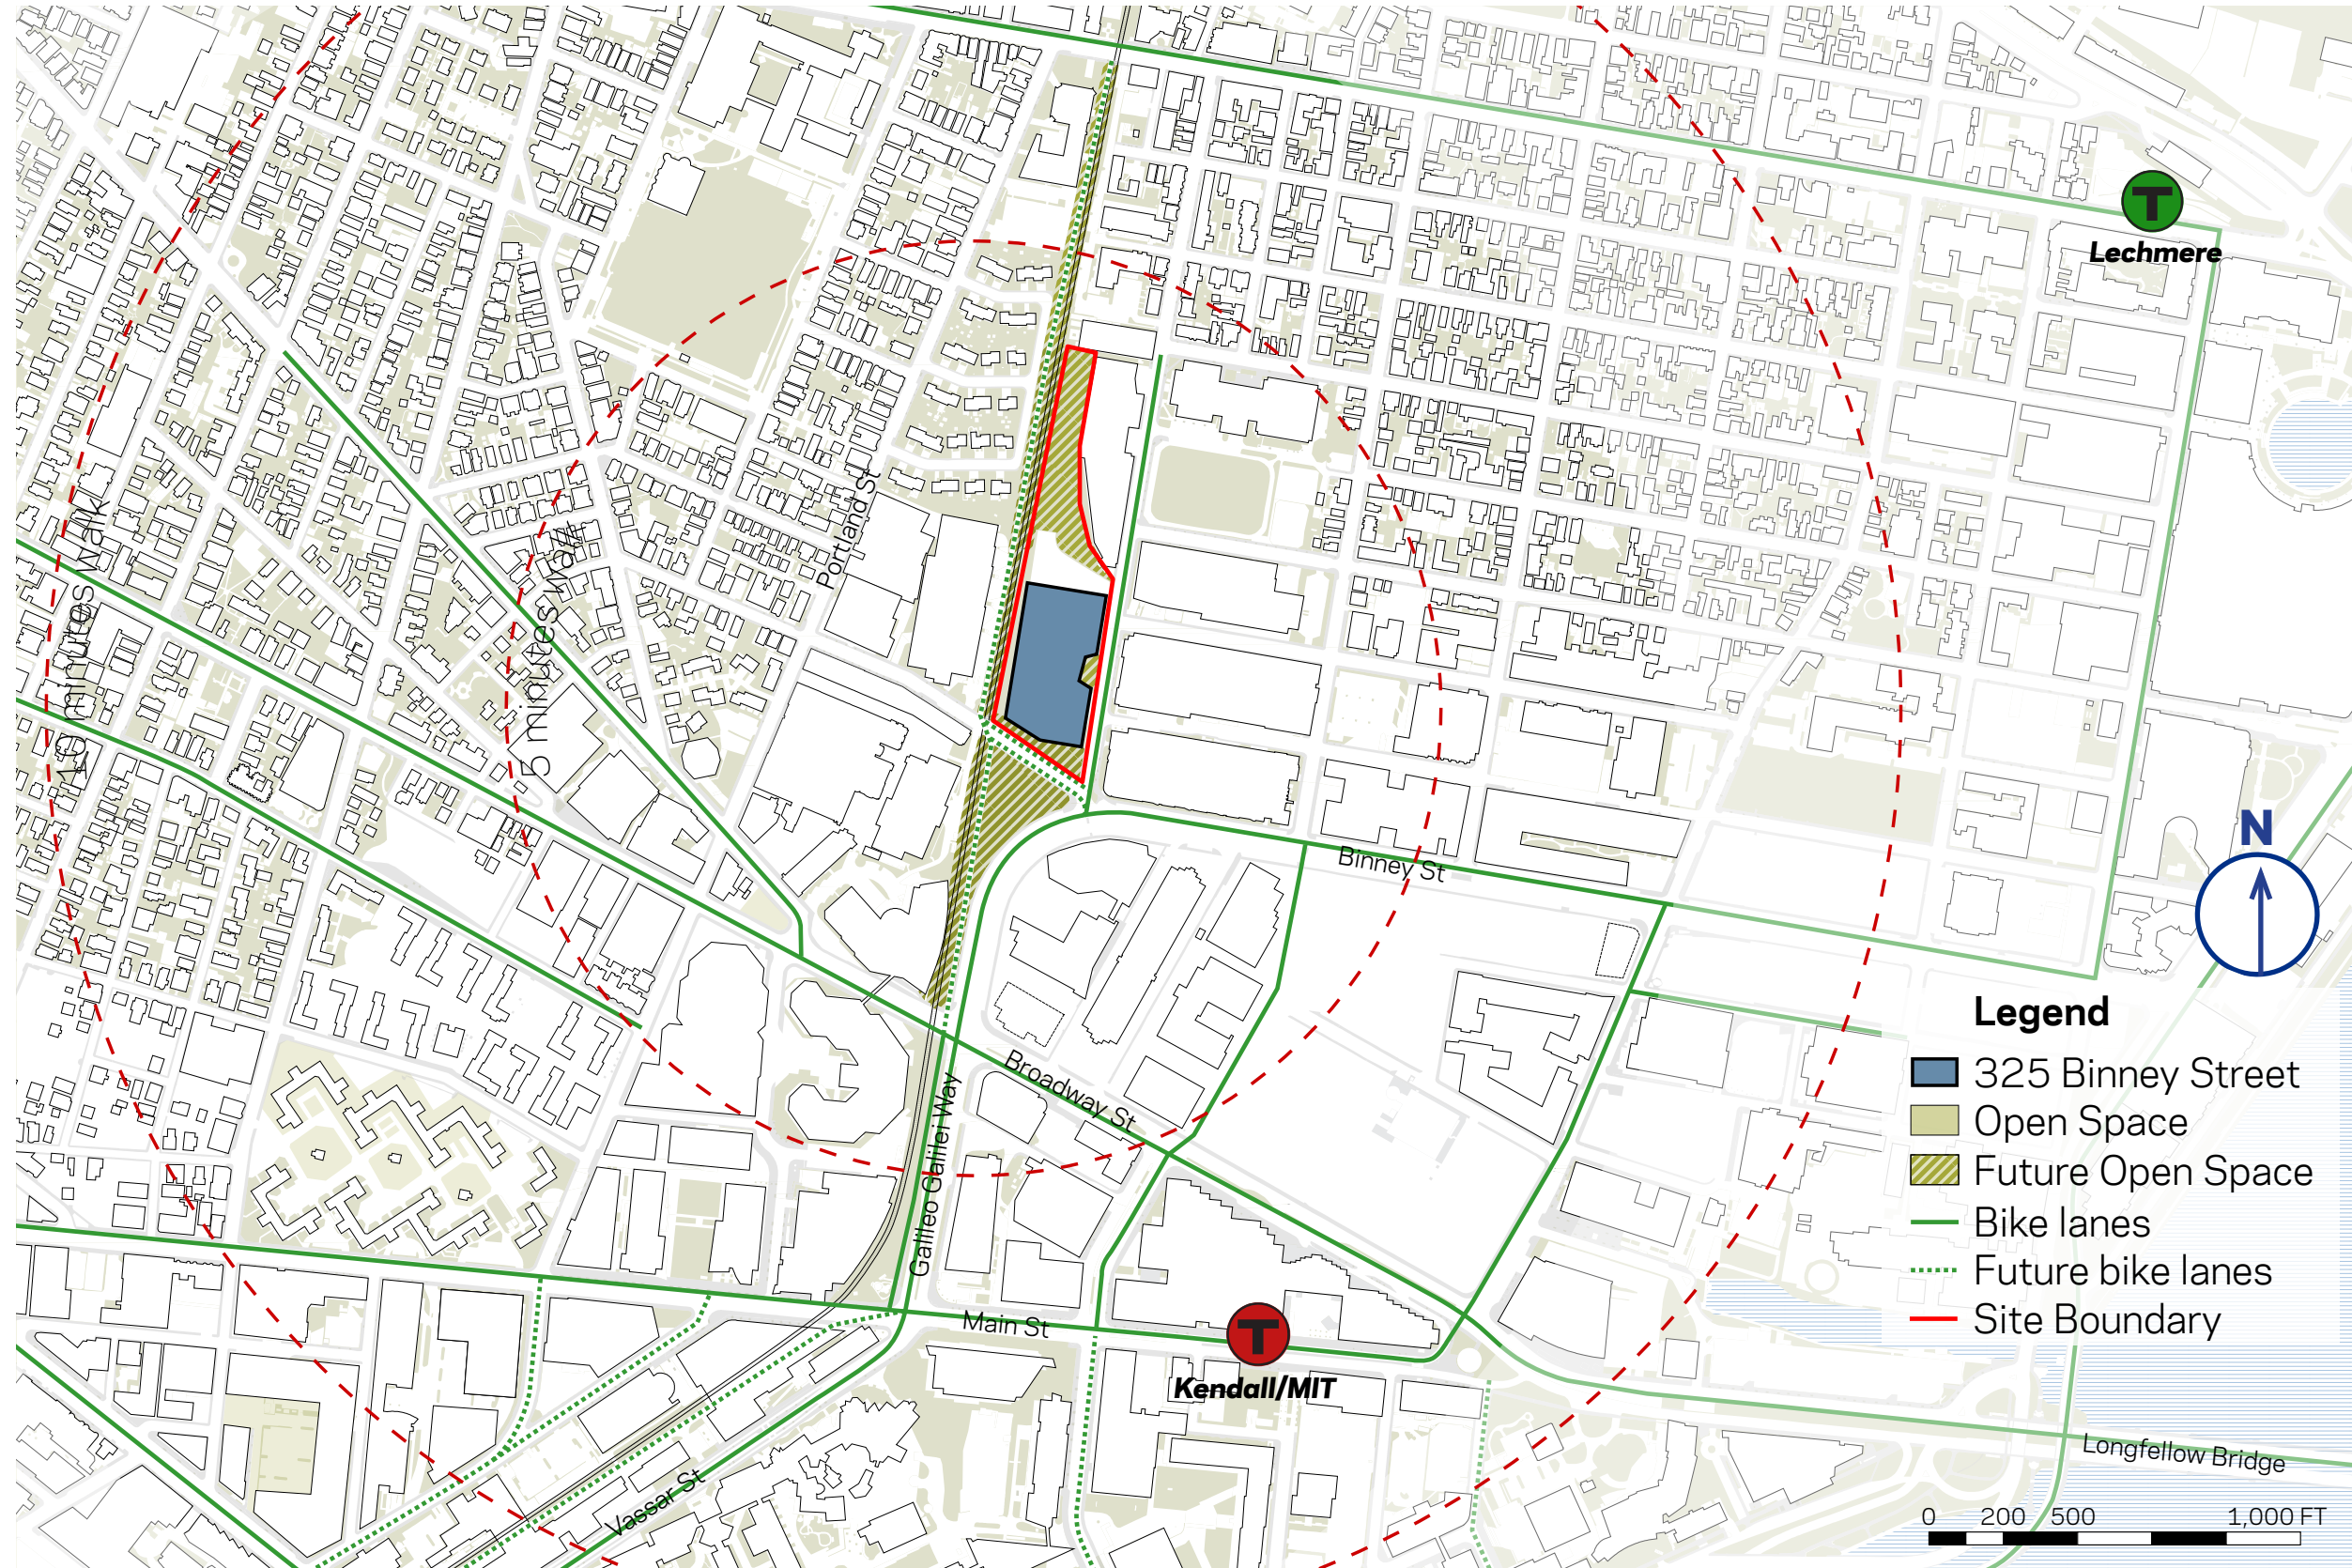 T
Lechmere
Portland St
10 minutes walk
5 minutes walk
N
Binney St
Broadway St
Galileo Galilei Way
Main St
T
Kendall/MIT
Vassar St
Longfellow Bridge
Legend
325 Binney Street
Open Space
Future Open Space
Bike lanes
Future bike lanes
Site Boundary
0 200 500 1,000 FT